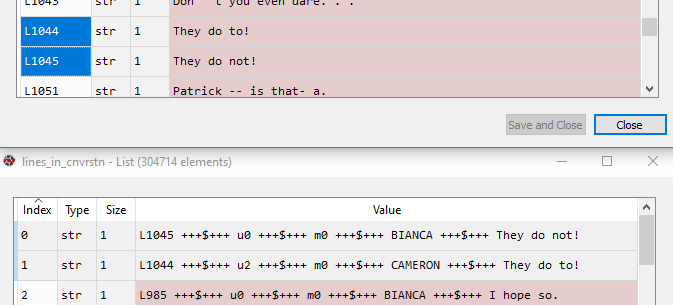 L1043 str 1 Don ' t you even dare. . .
L1044 str 1 They do to!
L1045 str 1 They do not!
L1051 str 1 Patrick -- is that- a.
Save and Close Close
lines_in_cnvrstn - List (304714 elements)
Index Type Size Value
0 str 1 L1045 +++$+++ u0 +++$+++ m0 +++$+++ BIANCA +++$+++ They do not!
1 str 1 L1044 +++$+++ u2 +++$+++ m0 +++$+++ CAMERON +++$+++ They do to!
2 str 1 L985 +++$+++ u0 +++$+++ m0 +++$+++ BIANCA +++$+++ I hope so.